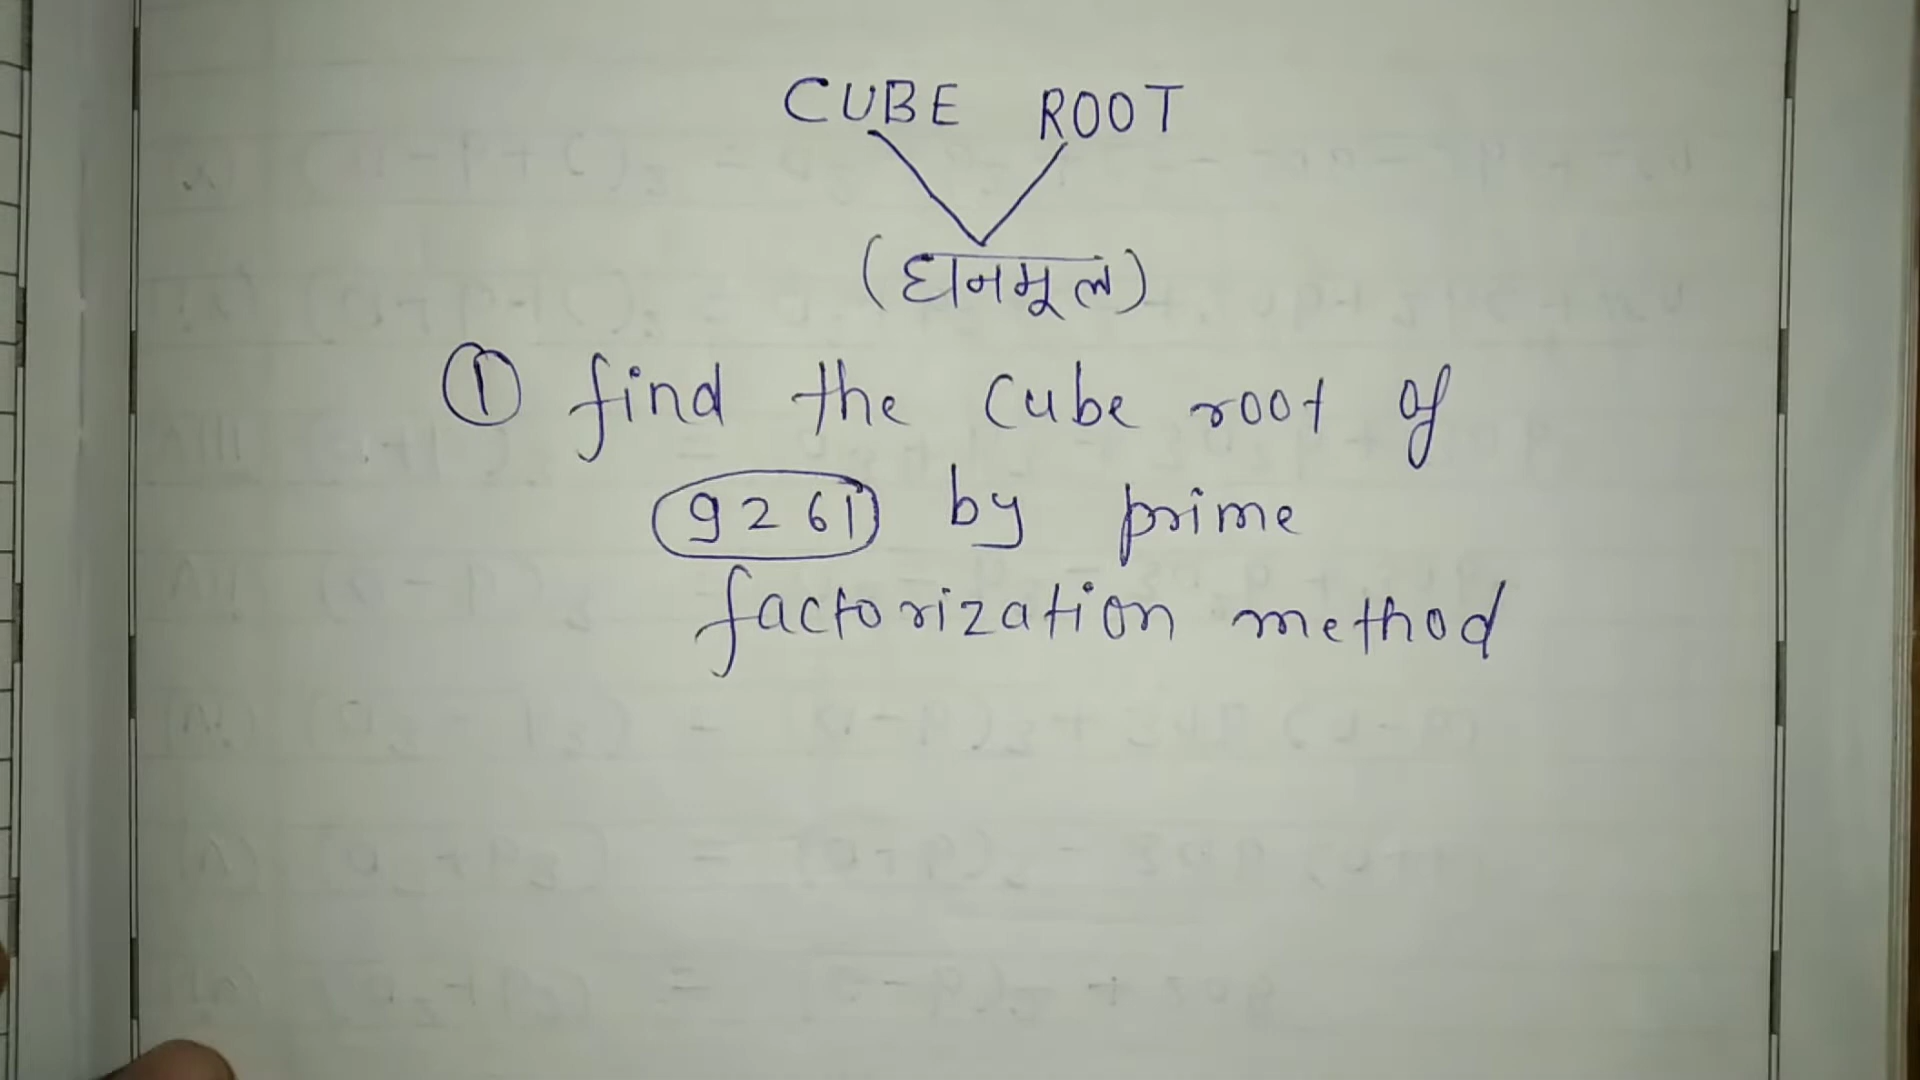 CUBE ROOT
(घनमूल)
① find the cube root of
9261 by prime
factorization method